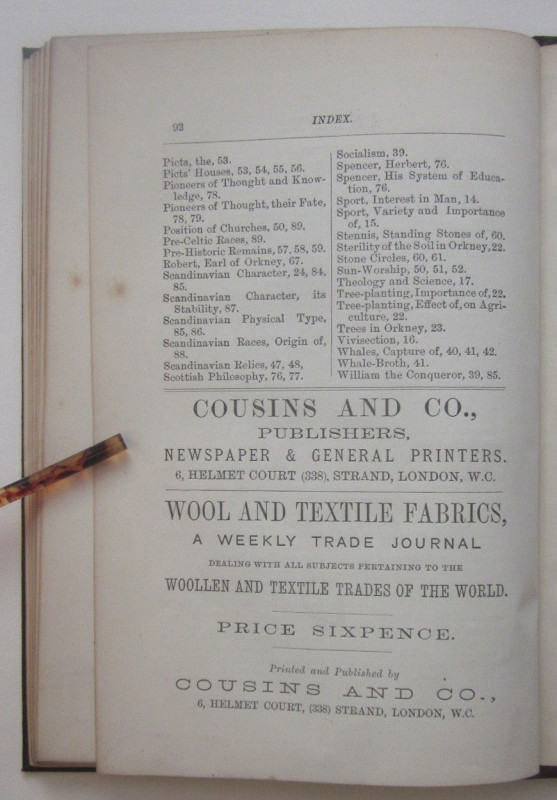 92
INDEX.
Picts, the, 53.
Picts' Houses, 53, 54, 55, 56.
Pioneers of Thought and Know-
ledge, 78.
Pioneers of Thought, their Fate,
78, 79.
Position of Churches, 50, 89.
Pre-Celtic Races, 89.
Pre-Historic Remains, 57, 58, 59.
Robert, Earl of Orkney, 67.
Scandinavian Character, 24, 84,
85.
Scandinavian Character, its
Stability, 87.
Scandinavian Physical Type,
85, 86.
Scandinavian Races, Origin of,
88.
Scandinavian Relics, 47, 48,
Scottish Philosophy, 76, 77.
Socialism, 39.
Spencer, Herbert, 76.
Spencer, His System of Educa-
tion, 76.
Sport, Interest in Man, 14.
Sport, Variety and Importance
of, 15.
Stennis, Standing Stones of, 60.
Sterility of the Soil in Orkney, 22.
Stone Circles, 60, 61.
Sun-Worship, 50, 51, 52.
Theology and Science, 17.
Tree-planting, Importance of, 22.
Tree-planting, Effect of, on Agri-
culture, 22.
Trees in Orkney, 23.
Vivisection, 16.
Whales, Capture of, 40, 41, 42.
Whale-Broth, 41.
William the Conqueror, 39, 85.
COUSINS AND CO.,
PUBLISHERS,
NEWSPAPER & GENERAL PRINTERS.
6, HELMET COURT (338), STRAND, LONDON, W.C.
WOOL AND TEXTILE FABRICS,
A WEEKLY TRADE JOURNAL
DEALING WITH ALL SUBJECTS PERTAINING TO THE
WOOLLEN AND TEXTILE TRADES OF THE WORLD.
PRICE SIXPENCE.
Printed and Published by
COUSINS AND CO.,
6, HELMET COURT, (338) STRAND, LONDON, W.C.